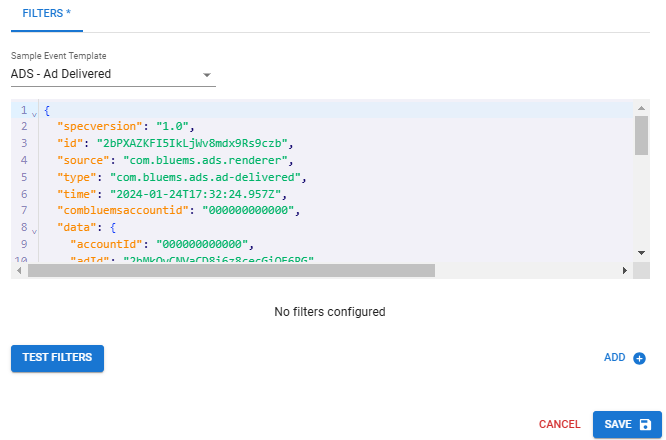 FILTERS *
Sample Event Template
ADS - Ad Delivered
1 {
2 "specversion": "1.0",
3 "id": "2bPXAZKFI5IkLjWv8mdx9Rs9czb",
4 "source": "com.bluems.ads.renderer",
5 "type": "com.bluems.ads.ad-delivered",
6 "time": "2024-01-24T17:32:24.957Z",
7 "combluemsaccountid": "000000000000",
8 "data": {
9 "accountId": "000000000000",
10 "adId":
No filters configured
TEST FILTERS
ADD
CANCEL
SAVE